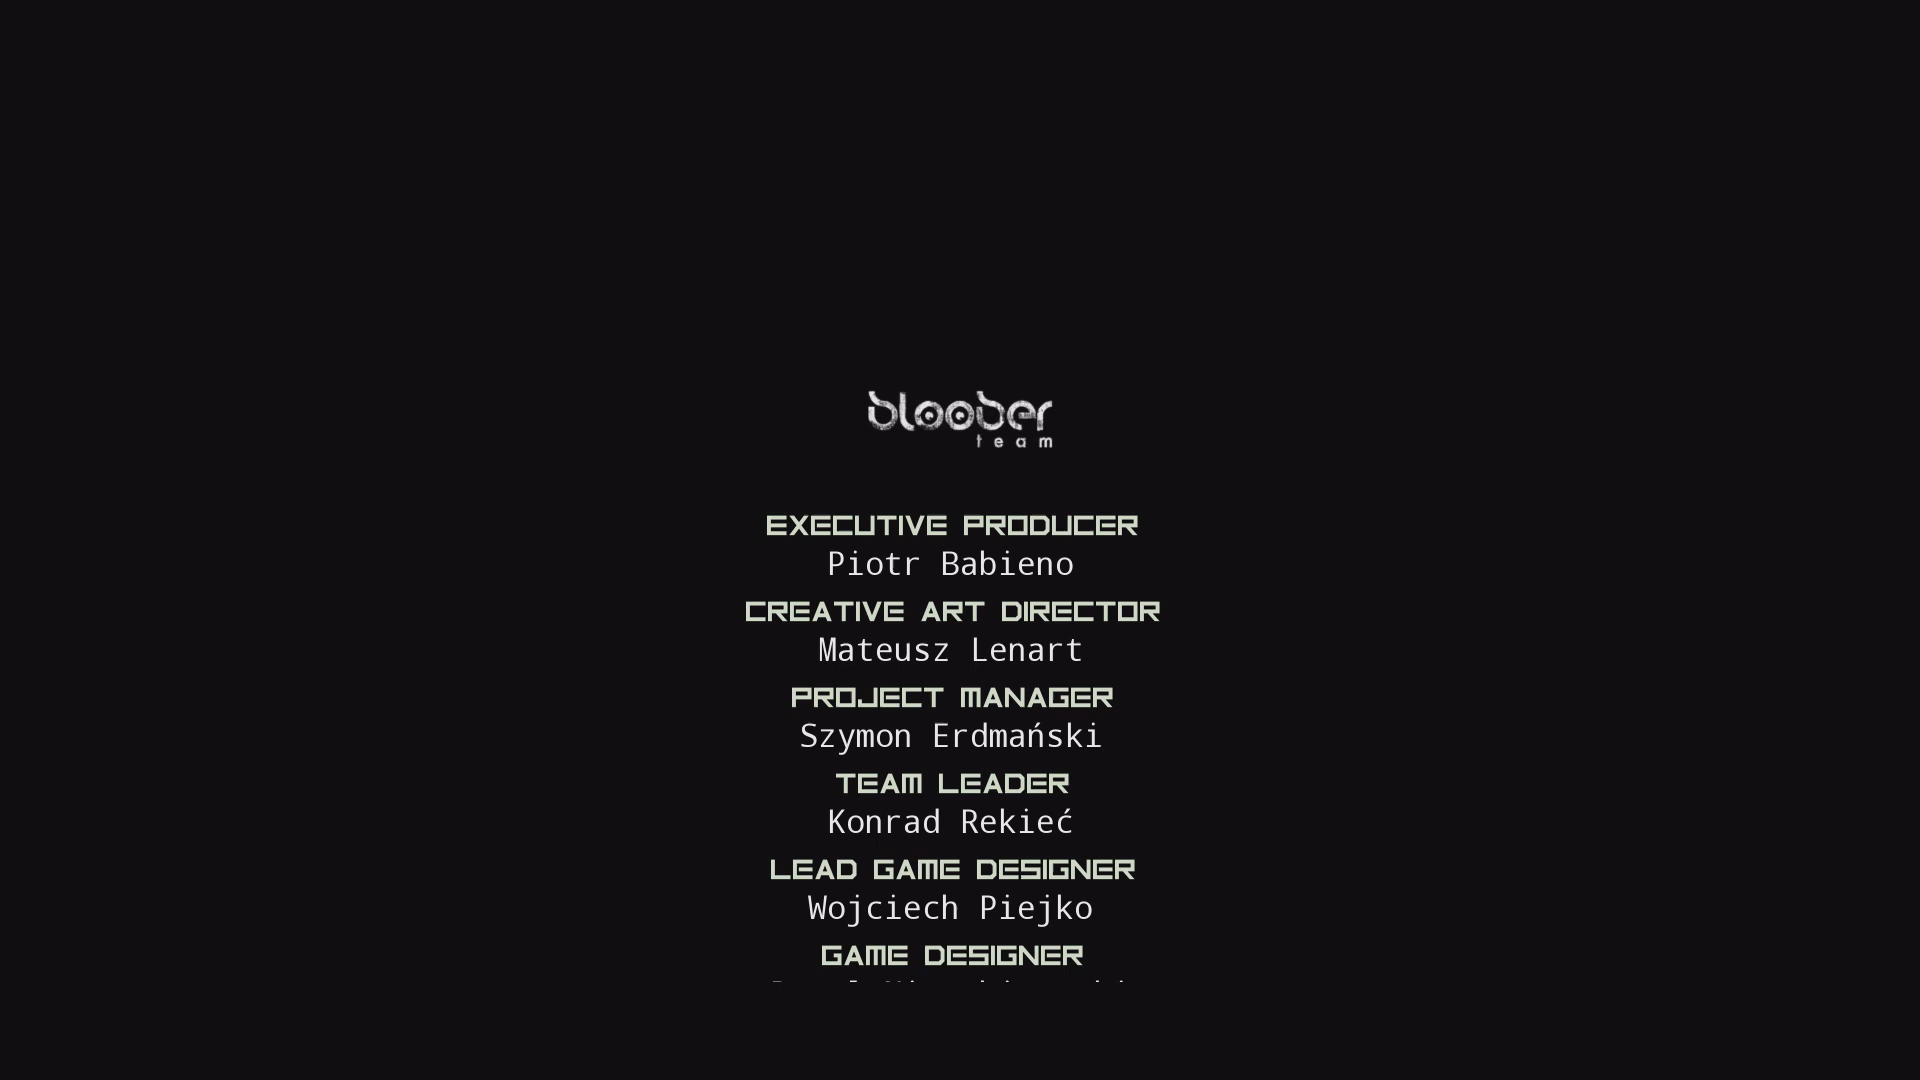 bloober
team
EXECUTIVE PRODUCER
Piotr Babieno
CREATIVE ART DIRECTOR
Mateusz Lenart
PROJECT MANAGER
Szymon Erdmański
TEAM LEADER
Konrad Rekieć
LEAD GAME DESIGNER
Wojciech Piejko
GAME DESIGNER